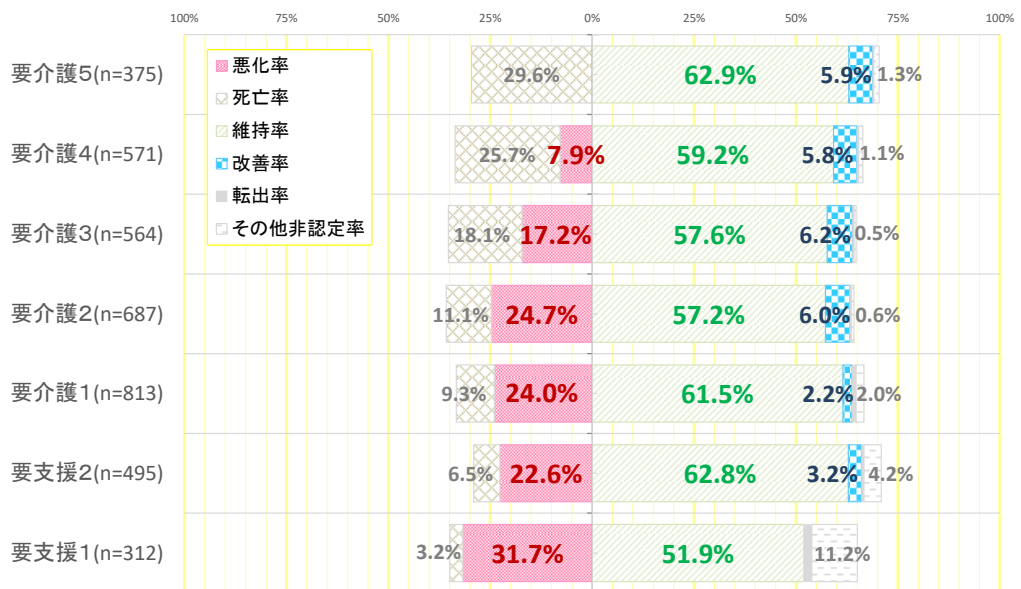 100% 75% 50% 25% 0% 25% 50% 75% 100%
悪化率
死亡率
維持率
改善率
転出率
その他非認定率
要介護5(n=375) 29.6% 62.9% 5.9% 1.3%
要介護4(n=571) 25.7% 7.9% 59.2% 5.8% 1.1%
要介護3(n=564) 18.1% 17.2% 57.6% 6.2% 0.5%
要介護2(n=687) 11.1% 24.7% 57.2% 6.0% 0.6%
要介護1(n=813) 9.3% 24.0% 61.5% 2.2% 2.0%
要支援2(n=495) 6.5% 22.6% 62.8% 3.2% 4.2%
要支援1(n=312) 3.2% 31.7% 51.9% 11.2%